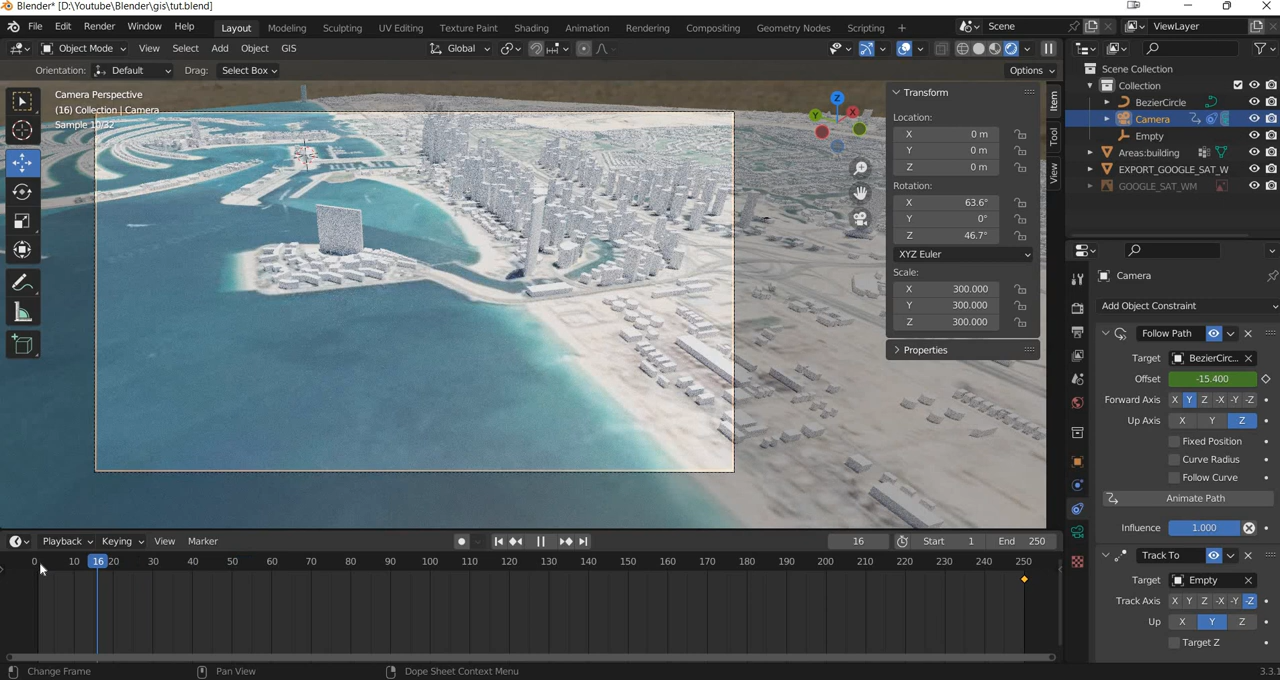 Blender* [D:\Youtube\Blender\gis\tut.blend]
File Edit Render Window Help Layout Modeling Sculpting UV Editing Texture Paint Shading Animation Rendering Compositing Geometry Nodes Scripting + Scene ViewLayer
Object Mode View Select Add Object GIS Global
Orientation: Default Drag: Select Box Options
Camera Perspective
(16) Collection | Camera
Sample 10/32
Transform
Location:
X 0 m
Y 0 m
Z 0 m
Rotation:
X 63.6°
Y 0°
Z 46.7°
XYZ Euler
Scale:
X 300.000
Y 300.000
Z 300.000
Properties
Item
Tool
View
Z
X
Y
Scene Collection
Collection
BezierCircle
Camera
Empty
Areas:building
EXPORT_GOOGLE_SAT_W
GOOGLE_SAT_WM
Camera
Add Object Constraint
Follow Path
Target BezierCirc...
Offset -15.400
Forward Axis X Y Z -X -Y -Z
Up Axis X Y Z
Fixed Position
Curve Radius
Follow Curve
Animate Path
Influence 1.000
Track To
Target Empty
Track Axis X Y Z -X -Y -Z
Up X Y Z
Target Z
Playback Keying View Marker 16 Start 1 End 250
0 10 16 20 30 40 50 60 70 80 90 100 110 120 130 140 150 160 170 180 190 200 210 220 230 240 250
Change Frame Pan View Dope Sheet Context Menu 3.3.1